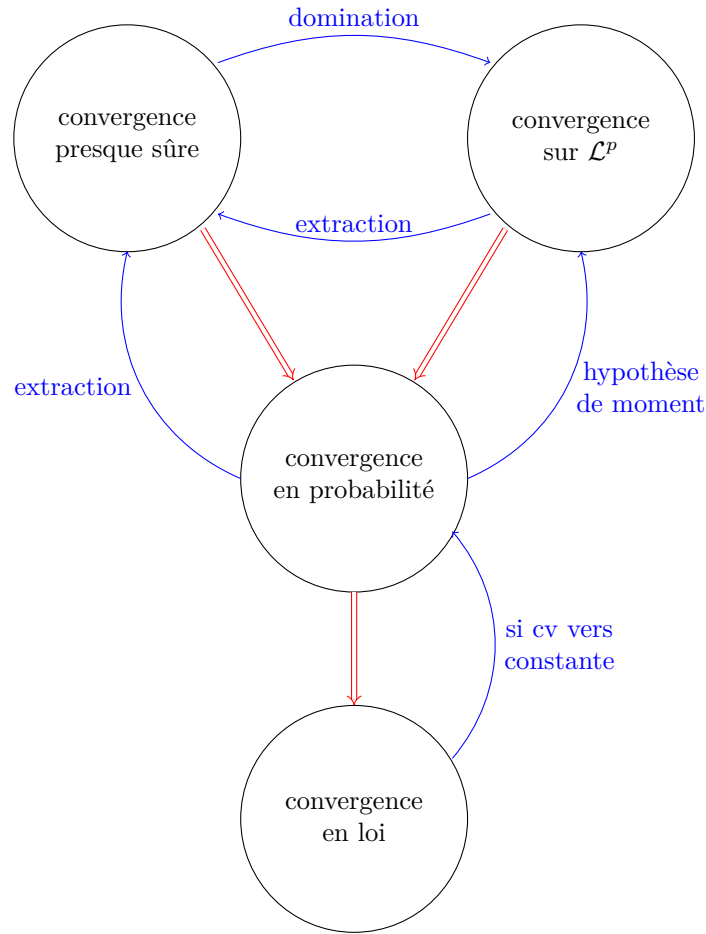 domination
convergence
presque sûre
convergence
sur ℒᵖ
extraction
extraction
hypothèse
de moment
convergence
en probabilité
si cv vers
constante
convergence
en loi